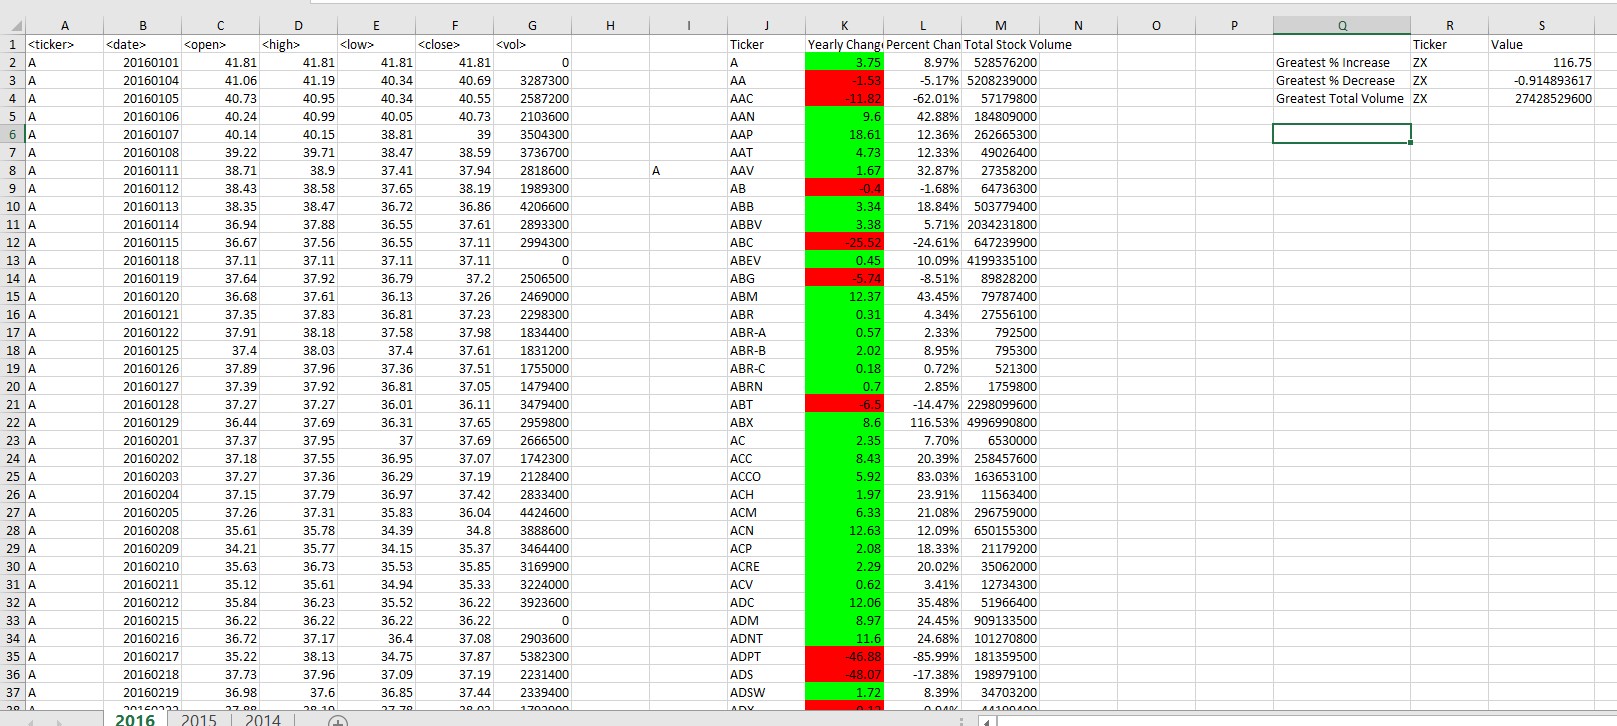 A B C D E F G H I J K L M N O P Q R S
1 <ticker> <date> <open> <high> <low> <close> <vol> Ticker Yearly Chang Percent Chan Total Stock Volume Ticker Value
2 A 20160101 41.81 41.81 41.81 41.81 0 A 3.75 8.97% 528576200 Greatest % Increase ZX 116.75
3 A 20160104 41.06 41.19 40.34 40.69 3287300 AA -1.53 -5.17% 5208239000 Greatest % Decrease ZX -0.914893617
4 A 20160105 40.73 40.95 40.34 40.55 2587200 AAC -11.82 -62.01% 57179800 Greatest Total Volume ZX 27428529600
5 A 20160106 40.24 40.99 40.05 40.73 2103600 AAN 9.6 42.88% 184809000
6 A 20160107 40.14 40.15 38.81 39 3504300 AAP 18.61 12.36% 262665300
7 A 20160108 39.22 39.71 38.47 38.59 3736700 AAT 4.73 12.33% 49026400
8 A 20160111 38.71 38.9 37.41 37.94 2818600 A AAV 1.67 32.87% 27358200
9 A 20160112 38.43 38.58 37.65 38.19 1989300 AB -0.4 -1.68% 64736300
10 A 20160113 38.35 38.47 36.72 36.86 4206600 ABB 3.34 18.84% 503779400
11 A 20160114 36.94 37.88 36.55 37.61 2893300 ABBV 3.38 5.71% 2034231800
12 A 20160115 36.67 37.56 36.55 37.11 2994300 ABC -25.52 -24.61% 647239900
13 A 20160118 37.11 37.11 37.11 37.11 0 ABEV 0.45 10.09% 4199335100
14 A 20160119 37.64 37.92 36.79 37.2 2506500 ABG -5.74 -8.51% 89828200
15 A 20160120 36.68 37.61 36.13 37.26 2469000 ABM 12.37 43.45% 79787400
16 A 20160121 37.35 37.83 36.81 37.23 2298300 ABR 0.31 4.34% 27556100
17 A 20160122 37.91 38.18 37.58 37.98 1834400 ABR-A 0.57 2.33% 792500
18 A 20160125 37.4 38.03 37.4 37.61 1831200 ABR-B 2.02 8.95% 795300
19 A 20160126 37.89 37.96 37.36 37.51 1755000 ABR-C 0.18 0.72% 521300
20 A 20160127 37.39 37.92 36.81 37.05 1479400 ABRN 0.7 2.85% 1759800
21 A 20160128 37.27 37.27 36.01 36.11 3479400 ABT -6.5 -14.47% 2298099600
22 A 20160129 36.44 37.69 36.31 37.65 2959800 ABX 8.6 116.53% 4996990800
23 A 20160201 37.37 37.95 37 37.69 2666500 AC 2.35 7.70% 6530000
24 A 20160202 37.18 37.55 36.95 37.07 1742300 ACC 8.43 20.39% 258457600
25 A 20160203 37.27 37.36 36.29 37.19 2128400 ACCO 5.92 83.03% 163653100
26 A 20160204 37.15 37.79 36.97 37.42 2833400 ACH 1.97 23.91% 11563400
27 A 20160205 37.26 37.31 35.83 36.04 4424600 ACM 6.33 21.08% 296759000
28 A 20160208 35.61 35.78 34.39 34.8 3888600 ACN 12.63 12.09% 650155300
29 A 20160209 34.21 35.77 34.15 35.37 3464400 ACP 2.08 18.33% 21179200
30 A 20160210 35.63 36.73 35.53 35.85 3169900 ACRE 2.29 20.02% 35062000
31 A 20160211 35.12 35.61 34.94 35.33 3224000 ACV 0.62 3.41% 12734300
32 A 20160212 35.84 36.23 35.52 36.22 3923600 ADC 12.06 35.48% 51966400
33 A 20160215 36.22 36.22 36.22 36.22 0 ADM 8.97 24.45% 909133500
34 A 20160216 36.72 37.17 36.4 37.08 2903600 ADNT 11.6 24.68% 101270800
35 A 20160217 35.22 38.13 34.75 37.87 5382300 ADPT -46.88 -85.99% 181359500
36 A 20160218 37.73 37.96 37.09 37.19 2231400 ADS -48.07 -17.38% 198979100
37 A 20160219 36.98 37.6 36.85 37.44 2339400 ADSW 1.72 8.39% 34703200
2016 2015 2014